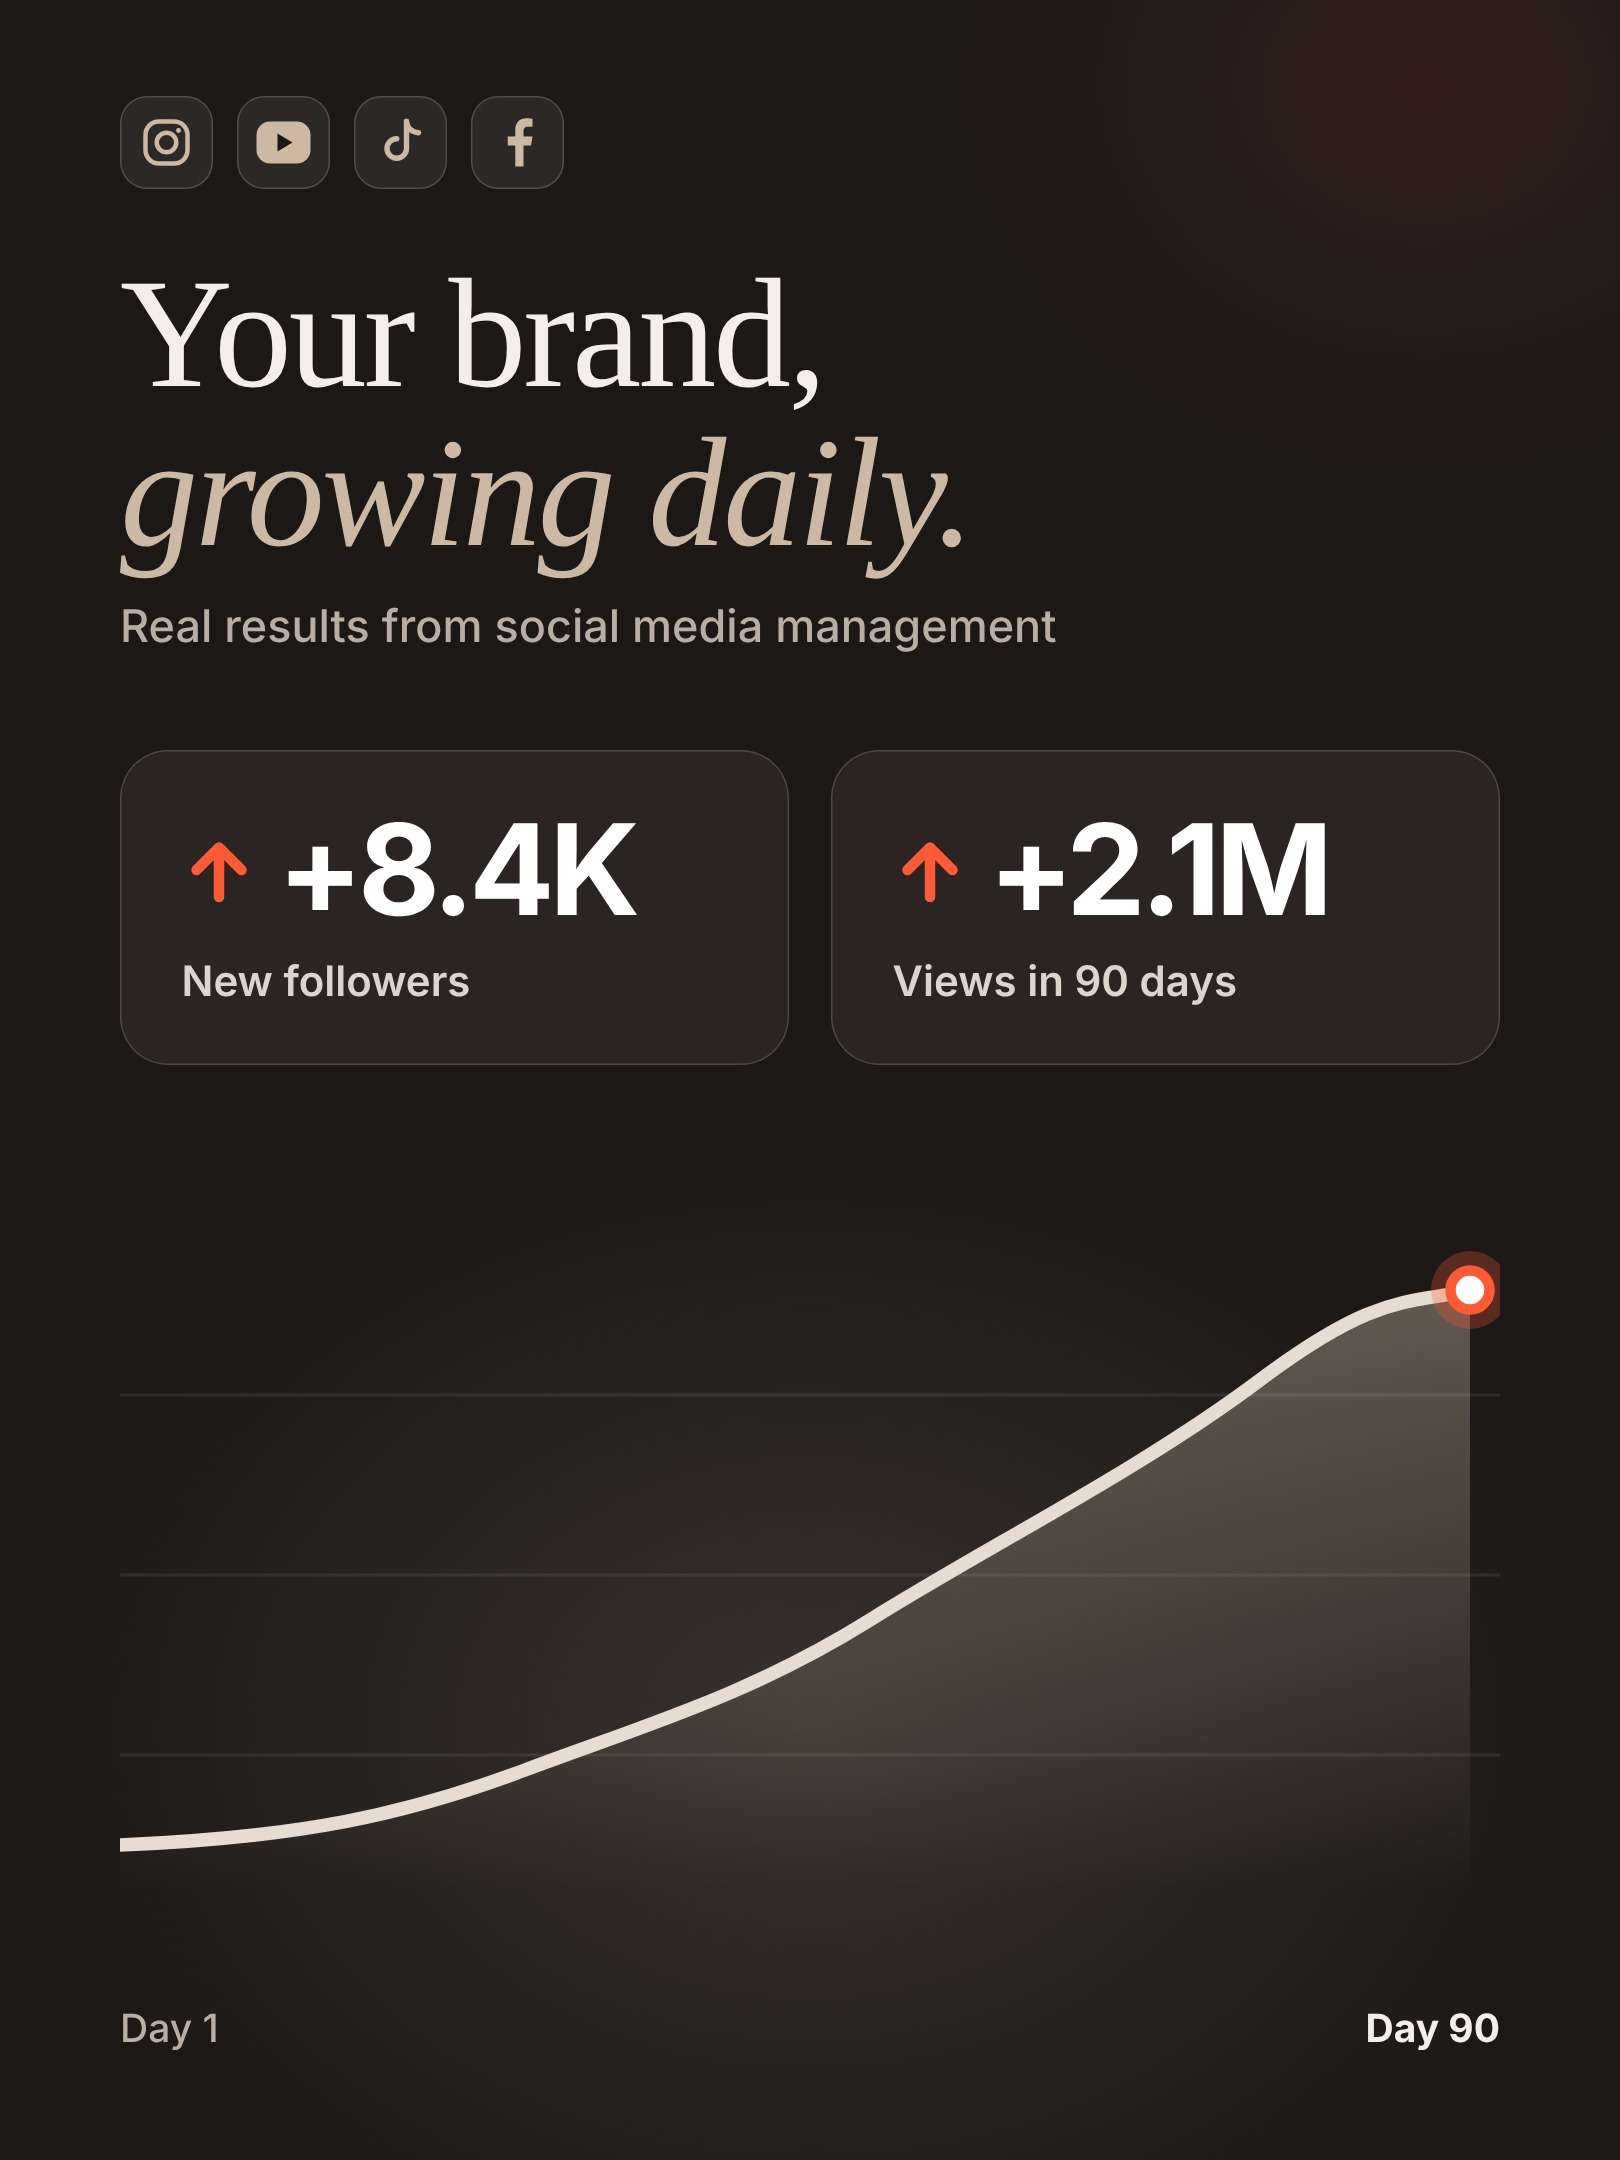 Your brand,
growing daily.
Real results from social media management
+8.4K
New followers
+2.1M
Views in 90 days
Day 1
Day 90